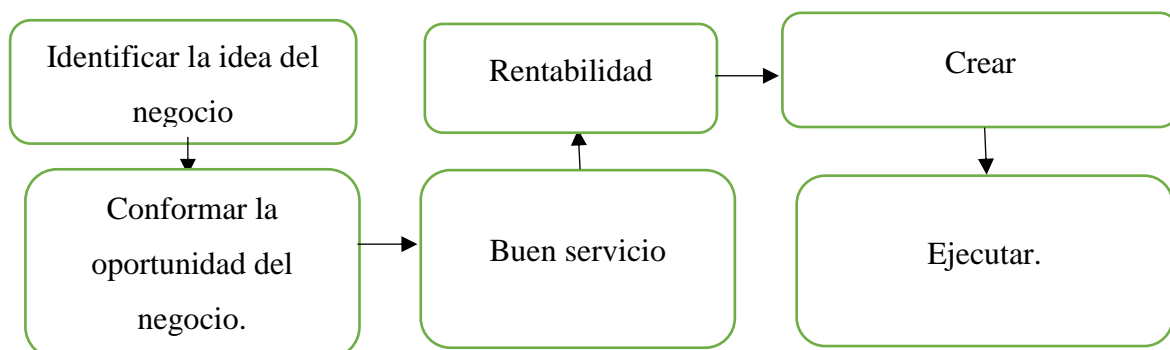 Identificar la idea del
negocio
Conformar la
oportunidad del
negocio.
Buen servicio
Rentabilidad
Crear
Ejecutar.